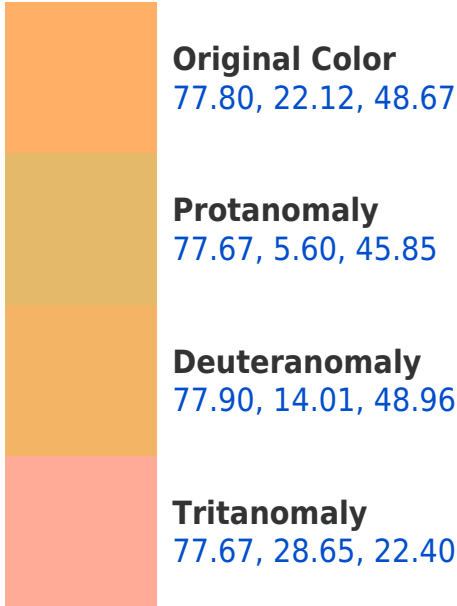 Original Color
77.80, 22.12, 48.67
Protanomaly
77.67, 5.60, 45.85
Deuteranomaly
77.90, 14.01, 48.96
Tritanomaly
77.67, 28.65, 22.40